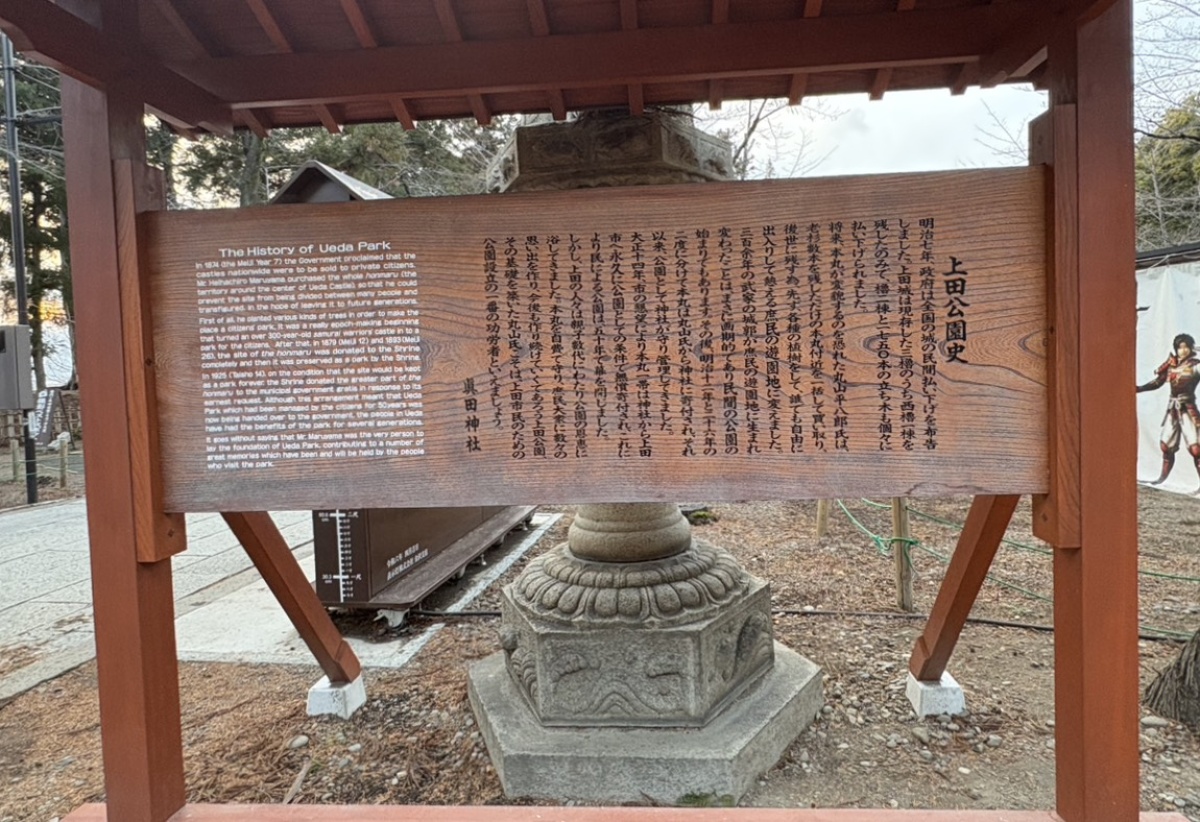 The History of Ueda Park
In 1874 (the Meiji Year 7) the Government proclaimed that the
castles nationwide were to be sold to private citizens.
Mr. Heihachiro Maruyama purchased the whole honmaru (the
territory around the center of Ueda Castle), so that he could
prevent the site from being divided between many people and
transfigured, in the hope of leaving it to future generations.
First of all, he planted various kinds of trees in order to make the
place a citizens' park. It was a really epoch-making beginning
that turned an over 300-year-old samurai warriors' castle in to a
park for the citizens. After that, in 1879 (Meiji 12) and 1893 (Meiji
26), the site of the honmaru was donated to the Shrine
completely and then it was preserved as a park by the Shrine.
In 1925 (Taisho 14), on the condition that the site would be kept
as a park forever, the Shrine donated the greater part of the
honmaru to the municipal government gratis in response to its
earnest request. Although this arrangement meant that Ueda
Park which had been managed by the citizens for 50 years was
now being handed over to the government, the people in Ueda
have had the benefits of the park for several generations.
It goes without saying that Mr. Maruyama was the very person to
lay the foundation of Ueda Park, contributing to a number of
great memories which have been and will be held by the people
who visit the park.
上田公園史
明治七年、政府は全国の城の民間払い下げを布告
しました。上田城は現存した三櫓のうち西櫓一棟を
残したのみで、櫓一棟と七百五〇本の立ち木も個々に
払い下げられました。
将来、本丸が変貌するのを恐れた丸山平八郎氏は、
老樹数本を残しただけの本丸付近を一括して買い取り、
後世に残す為、先ず各種の植樹をして、誰でも自由に
出入りして憩える庶民の遊園地に変えました。
三百余年の武家の城郭が庶民の遊園地に生まれ
変わったことは、まさに画期的であり民間の公園の
始まりでもあります。その後、明治十二年と二十六年の
二度に分けて本丸は丸山氏から神社に寄付され、それ
以来、公園として神社が守り管理してきました。
大正十四年、市の懇望により本丸一帯は神社から上田
市へ永久に公園としての条件で無償寄付され、これに
より民による公園は、五十年で幕を閉じました。
しかし、上田の人々は親子数代にわたり公園の恩恵に
浴してきました。本丸を自費で守り、市民大衆に数々の
思い出を作り、今後も作り続けていくであろう上田公園
その基礎を築いた丸山氏こそは上田市民のための
公園設立の一番の功労者といえましょう。
眞田神社
二代
一代